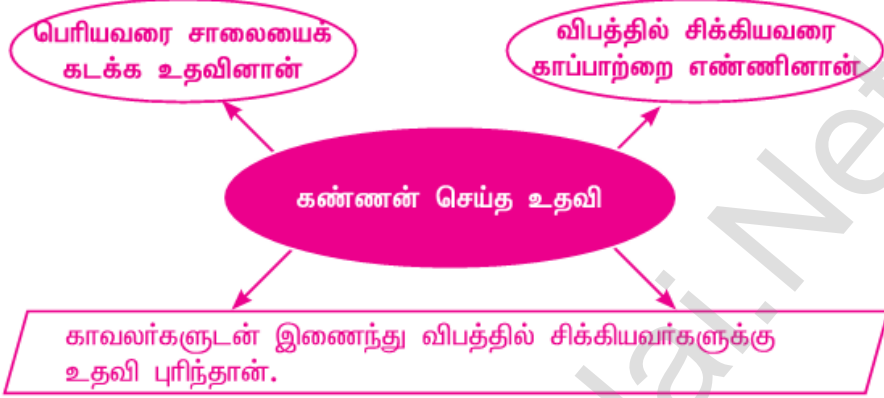 பெரியவரை சாலையைக்
கடக்க உதவினான்
விபத்தில் சிக்கியவரை
காப்பாற்றை எண்ணினான்
கண்ணன் செய்த உதவி
காவலர்களுடன் இணைந்து விபத்தில் சிக்கியவர்களுக்கு
உதவி புரிந்தான்.